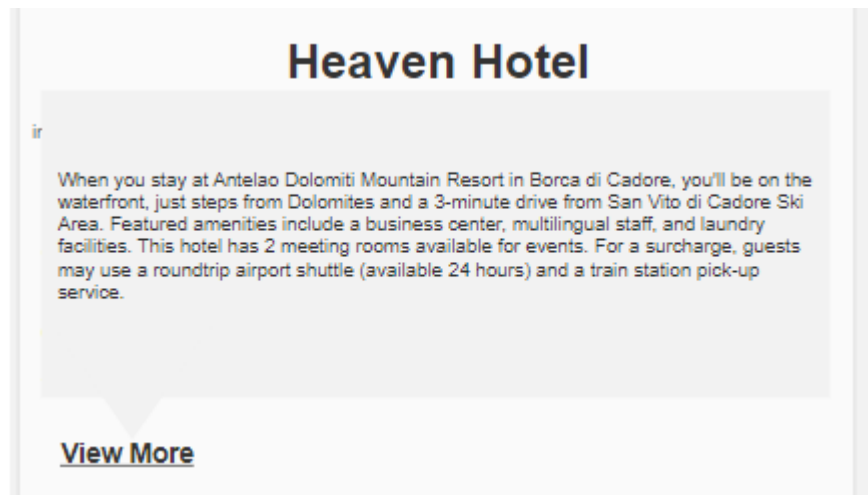 Heaven Hotel
When you stay at Antelao Dolomiti Mountain Resort in Borca di Cadore, you'll be on the
waterfront, just steps from Dolomites and a 3-minute drive from San Vito di Cadore Ski
Area. Featured amenities include a business center, multilingual staff, and laundry
facilities. This hotel has 2 meeting rooms available for events. For a surcharge, guests
may use a roundtrip airport shuttle (available 24 hours) and a train station pick-up
service.
View More